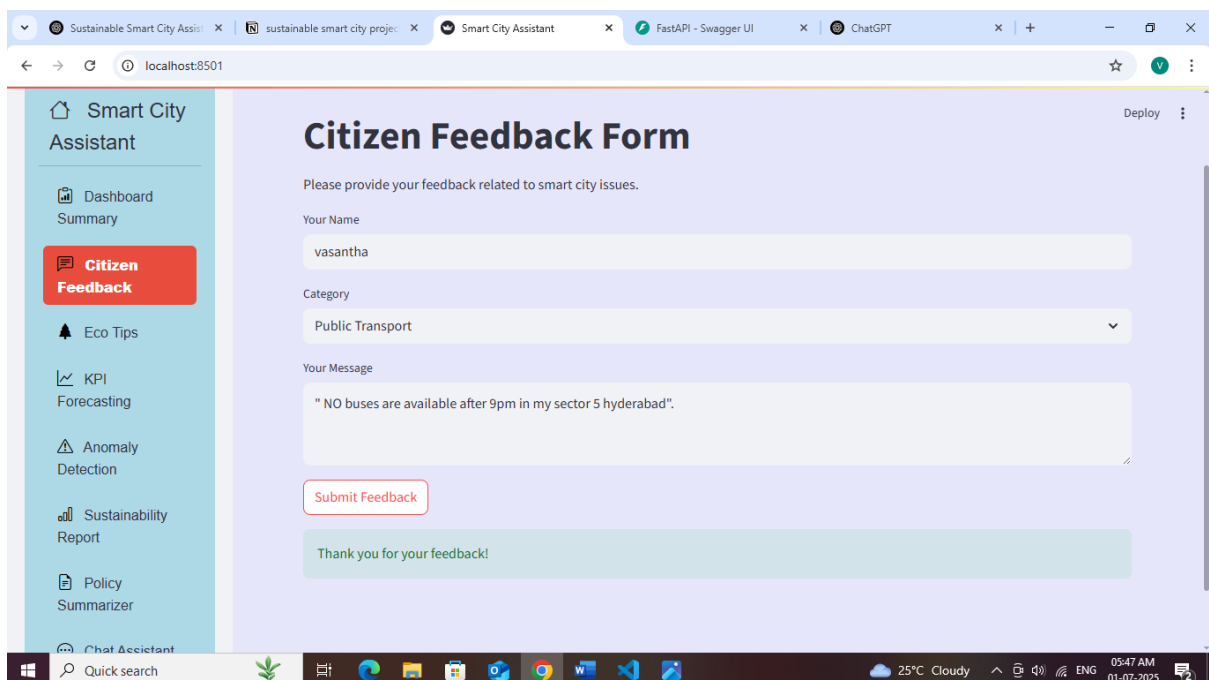 Sustainable Smart City Assist
sustainable smart city projec
Smart City Assistant
FastAPI - Swagger UI
ChatGPT
localhost:8501
V
Smart City
Assistant
Dashboard
Summary
Citizen
Feedback
Eco Tips
KPI
Forecasting
Anomaly
Detection
Sustainability
Report
Policy
Summarizer
Chat Assistant
Deploy
Citizen Feedback Form
Please provide your feedback related to smart city issues.
Your Name
vasantha
Category
Public Transport
Your Message
" NO buses are available after 9pm in my sector 5 hyderabad".
Submit Feedback
Thank you for your feedback!
Quick search
25°C Cloudy
ENG
05:47 AM
01-07-2025
2